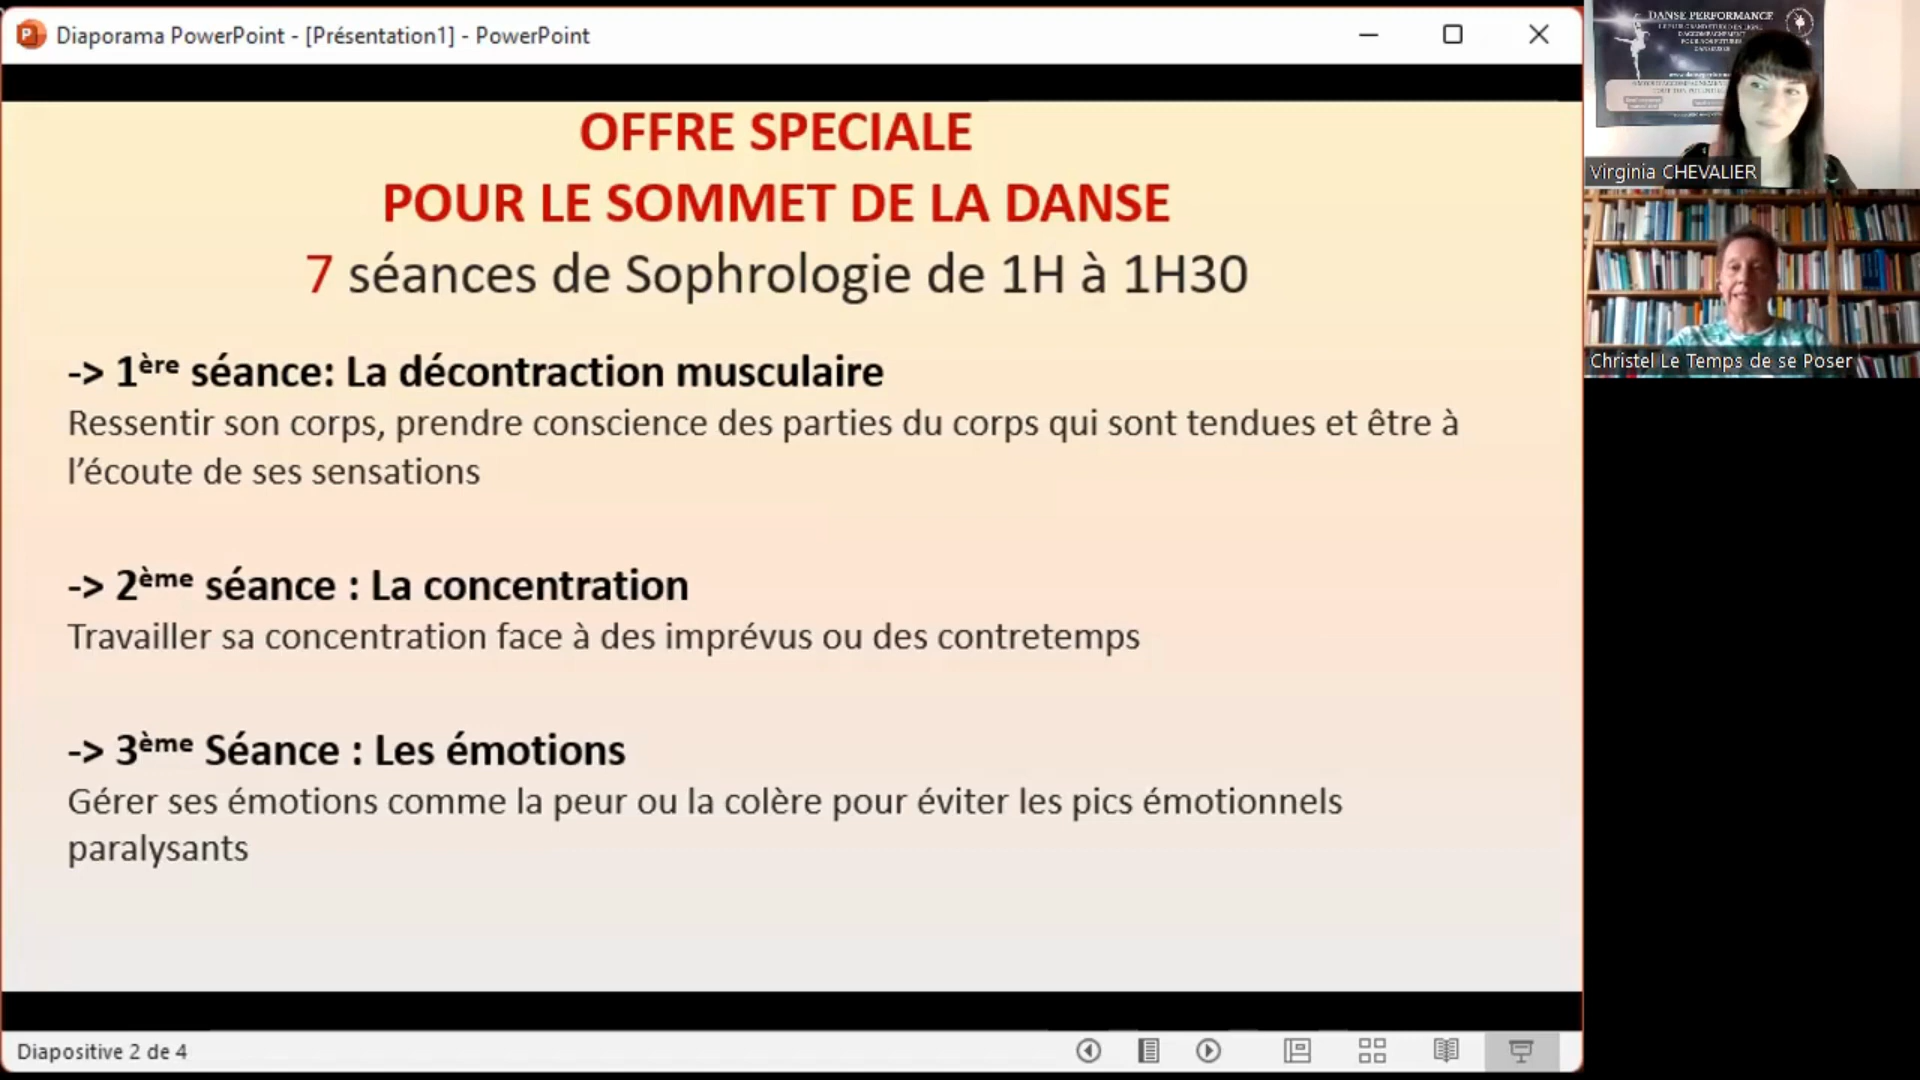 Diaporama PowerPoint - [Présentation1] - PowerPoint
OFFRE SPECIALE
POUR LE SOMMET DE LA DANSE
7 séances de Sophrologie de 1H à 1H30
-> 1ère séance: La décontraction musculaire
Ressentir son corps, prendre conscience des parties du corps qui sont tendues et être à
l’écoute de ses sensations
-> 2ème séance : La concentration
Travailler sa concentration face à des imprévus ou des contretemps
-> 3ème Séance : Les émotions
Gérer ses émotions comme la peur ou la colère pour éviter les pics émotionnels
paralysants
Diapositive 2 de 4
DANSE PERFORMANCE
Virginia CHEVALIER
Christel Le Temps de se Poser